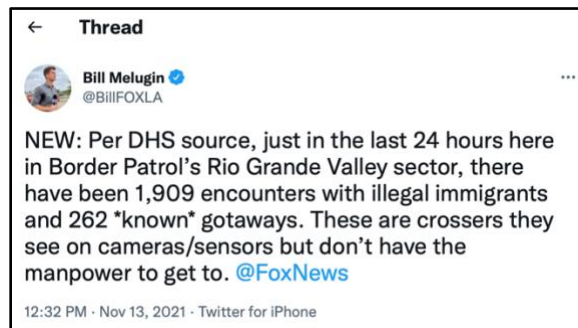 ← Thread
Bill Melugin
@BillFOXLA
NEW: Per DHS source, just in the last 24 hours here
in Border Patrol's Rio Grande Valley sector, there
have been 1,909 encounters with illegal immigrants
and 262 *known* gotaways. These are crossers they
see on cameras/sensors but don't have the
manpower to get to. @FoxNews
12:32 PM · Nov 13, 2021 · Twitter for iPhone